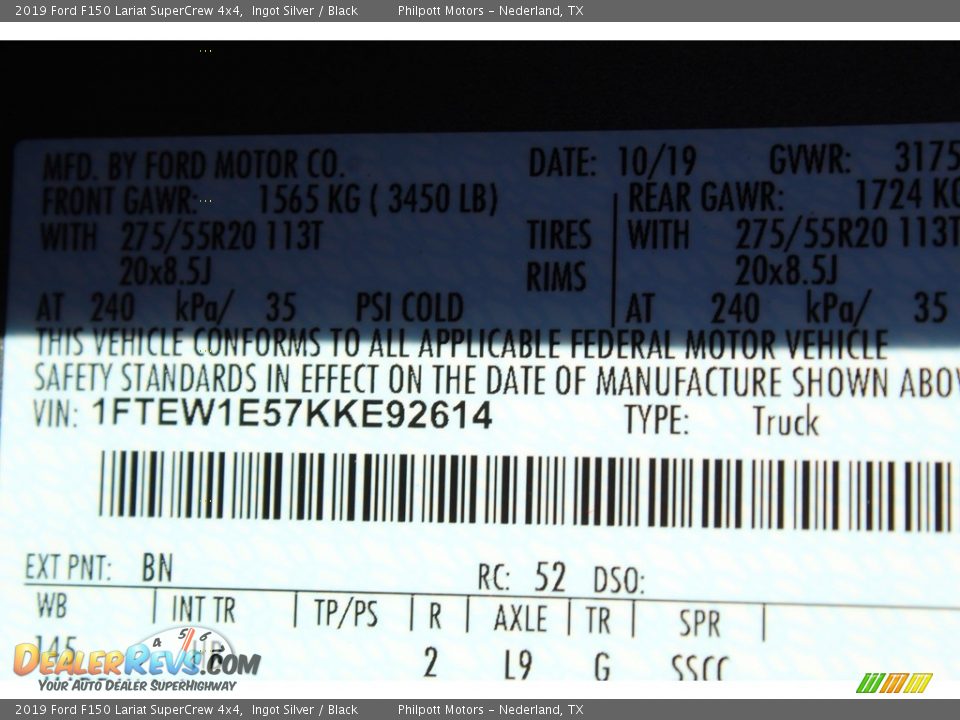 2019 Ford F150 Lariat SuperCrew 4x4, Ingot Silver / Black Philpott Motors - Nederland, TX
MFD. BY FORD MOTOR CO. DATE: 10/19 GVWR: 3175
FRONT GAWR: 1565 KG ( 3450 LB) REAR GAWR: 1724 KG
WITH 275/55R20 113T TIRES WITH 275/55R20 113T
20x8.5J RIMS 20x8.5J
AT 240 kPa/ 35 PSI COLD AT 240 kPa/ 35
THIS VEHICLE CONFORMS TO ALL APPLICABLE FEDERAL MOTOR VEHICLE
SAFETY STANDARDS IN EFFECT ON THE DATE OF MANUFACTURE SHOWN ABOV
VIN: 1FTEW1E57KKE92614 TYPE: Truck
EXT PNT: BN RC: 52 DSO:
WB INT TR TP/PS R AXLE TR SPR
145 2 L9 G SSCC
4 5 6
DEALERREVS.COM
YOUR AUTO DEALER SUPERHIGHWAY
2019 Ford F150 Lariat SuperCrew 4x4, Ingot Silver / Black Philpott Motors - Nederland, TX